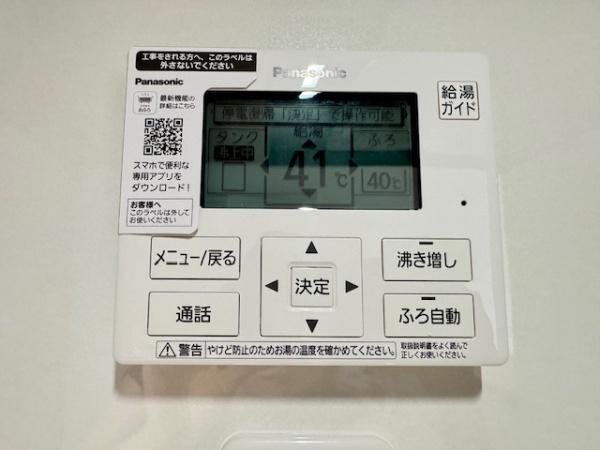 工事をされる方へ、このラベルは
外さないでください
Panasonic
Panasonic
最新機能の
詳細はこちら
スマホで便利な
専用アプリを
ダウンロード!
お客様へ
このラベルは外して
お使いください
給湯
ガイド
停電復帰「決定」で操作可能
タンク
沸上中
給湯
41℃
ふろ
40℃
メニュー/戻る
沸き増し
決定
通話
ふろ自動
警告 やけど防止のためお湯の温度を確かめてください。
取扱説明書をよく読んで
正しくお使いください。